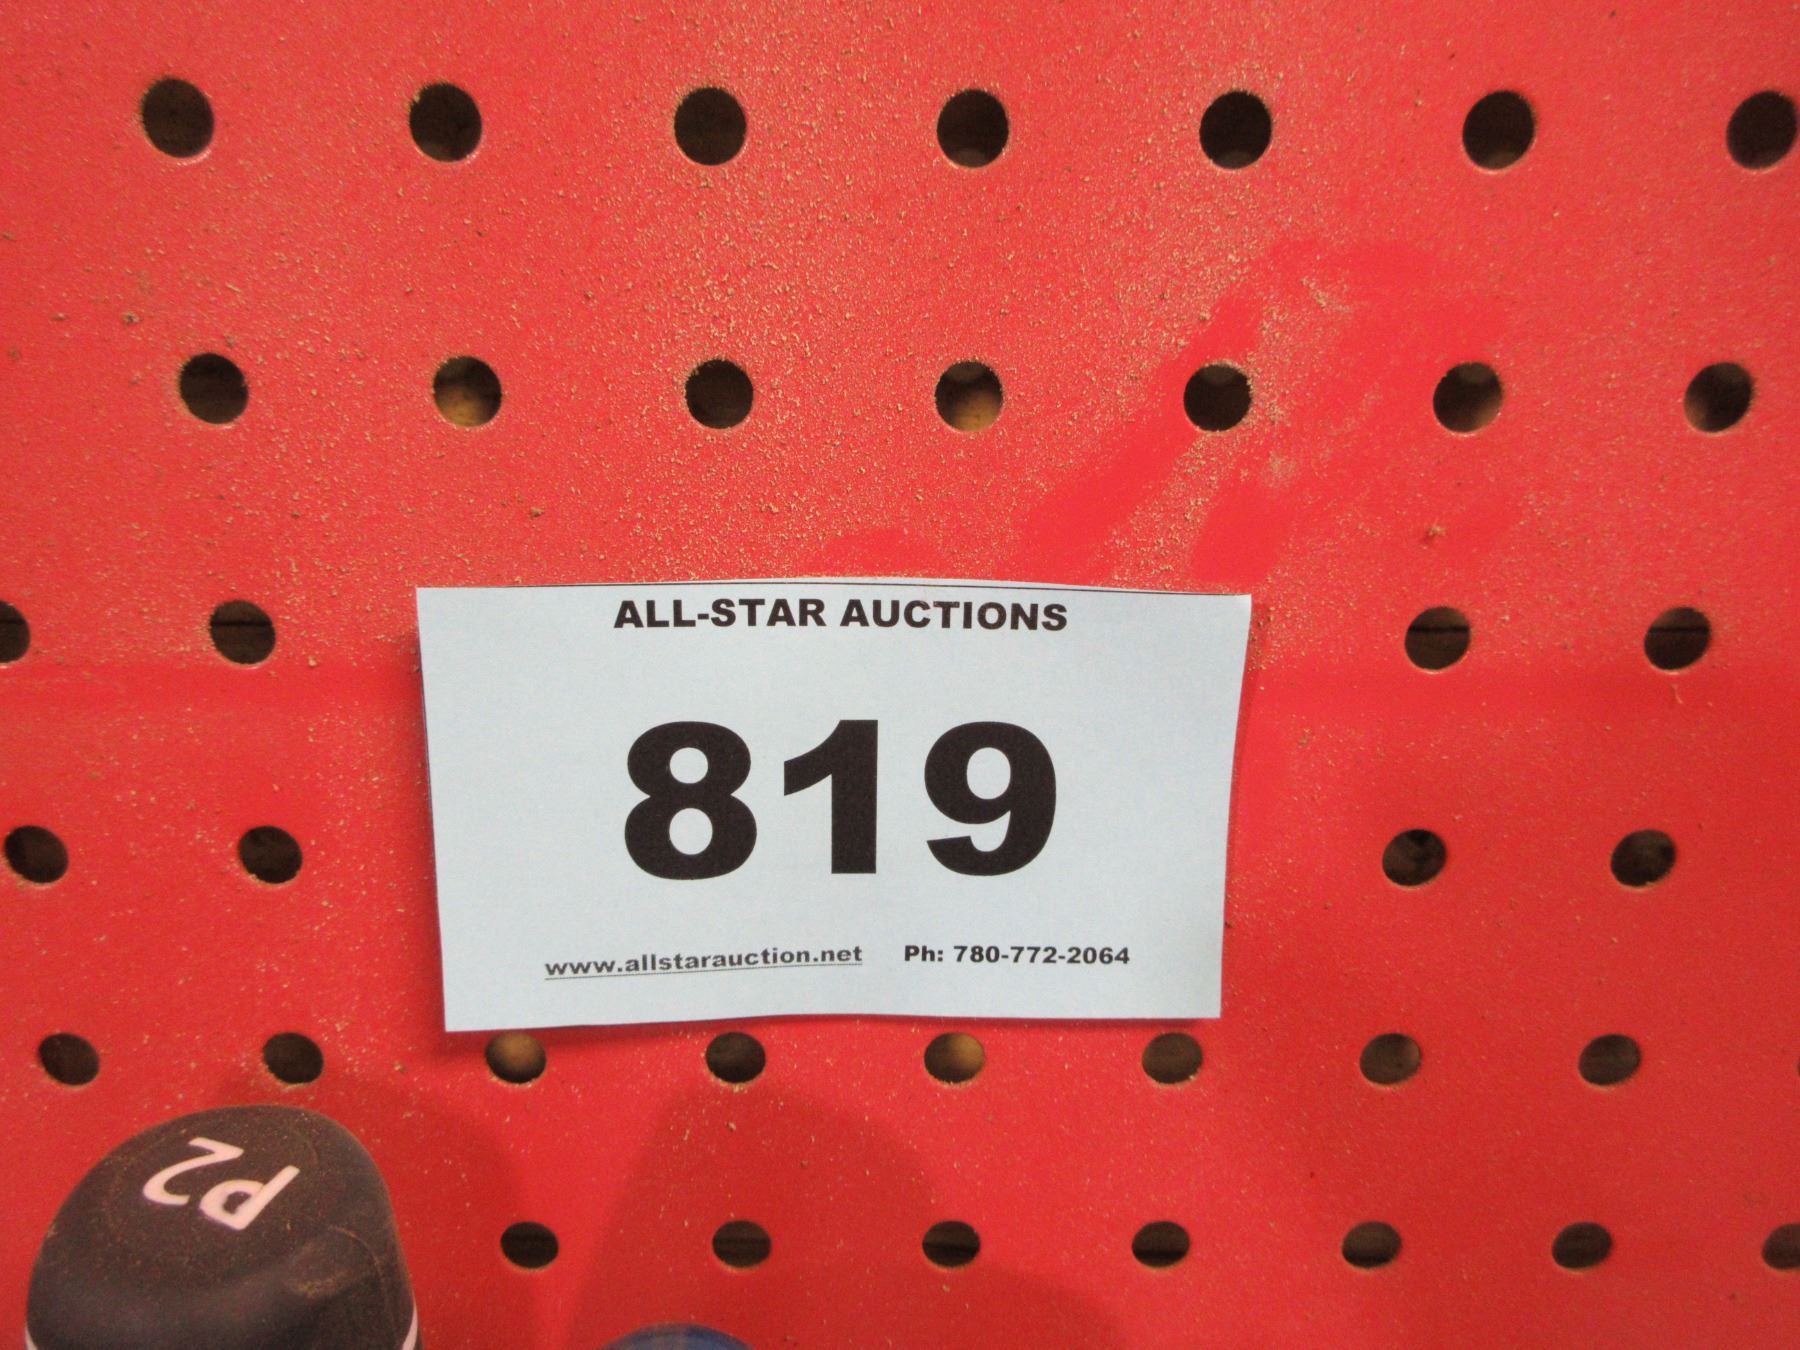 ALL-STAR AUCTIONS
819
www.allstarauction.net Ph: 780-772-2064
P2